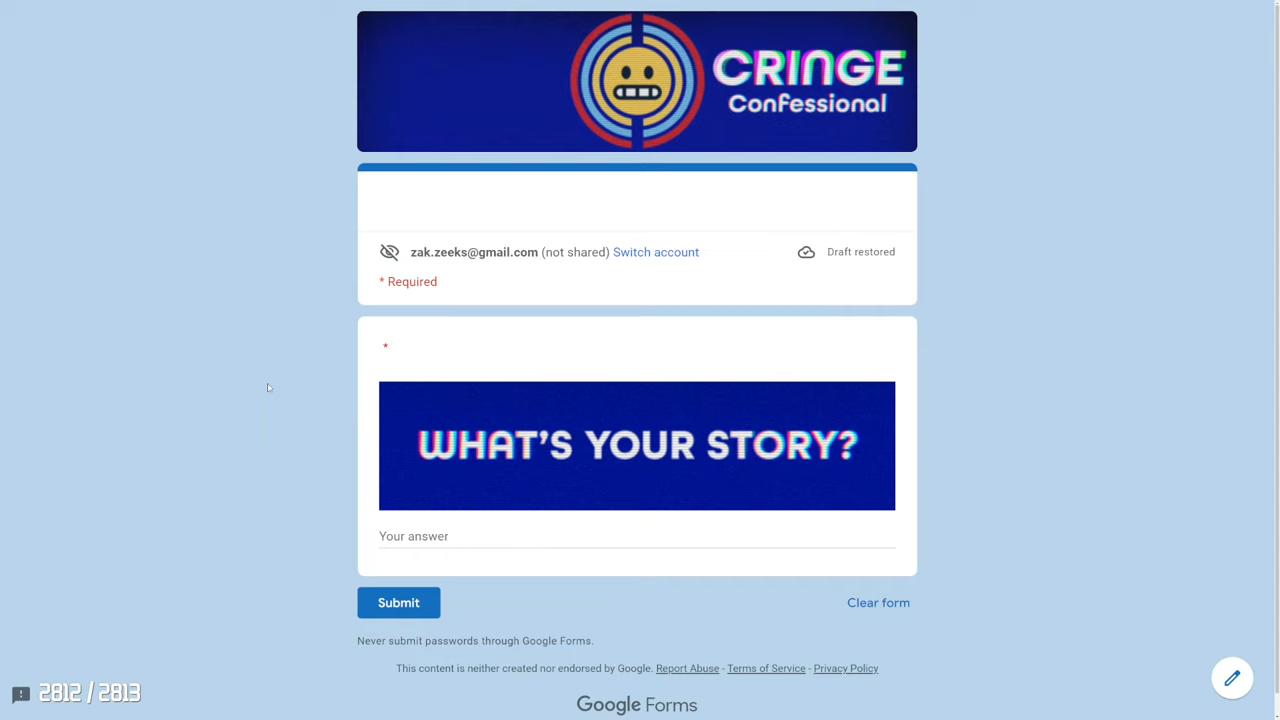 CRINGE
Confessional
zak.zeeks@gmail.com (not shared) Switch account
Draft restored
* Required
*
WHAT'S YOUR STORY?
Your answer
Submit
Clear form
Never submit passwords through Google Forms.
This content is neither created nor endorsed by Google. Report Abuse - Terms of Service - Privacy Policy
2812 / 2813
Google Forms